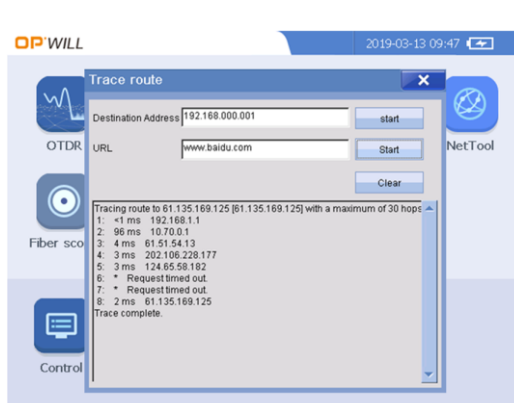 OPWILL
2019-03-13 09:47
Trace route
X
Destination Address 192.168.000.001 start
URL www.baidu.com Start
Clear
OTDR
NetTool
Fiber sco
Control
Tracing route to 61.135.169.125 [61.135.169.125] with a maximum of 30 hops
1: <1 ms 192.168.1.1
2: 96 ms 10.70.0.1
3: 4 ms 61.51.54.13
4: 3 ms 202.106.228.177
5: 3 ms 124.65.58.182
6: * Request timed out.
7: * Request timed out.
8: 2 ms 61.135.169.125
Trace complete.